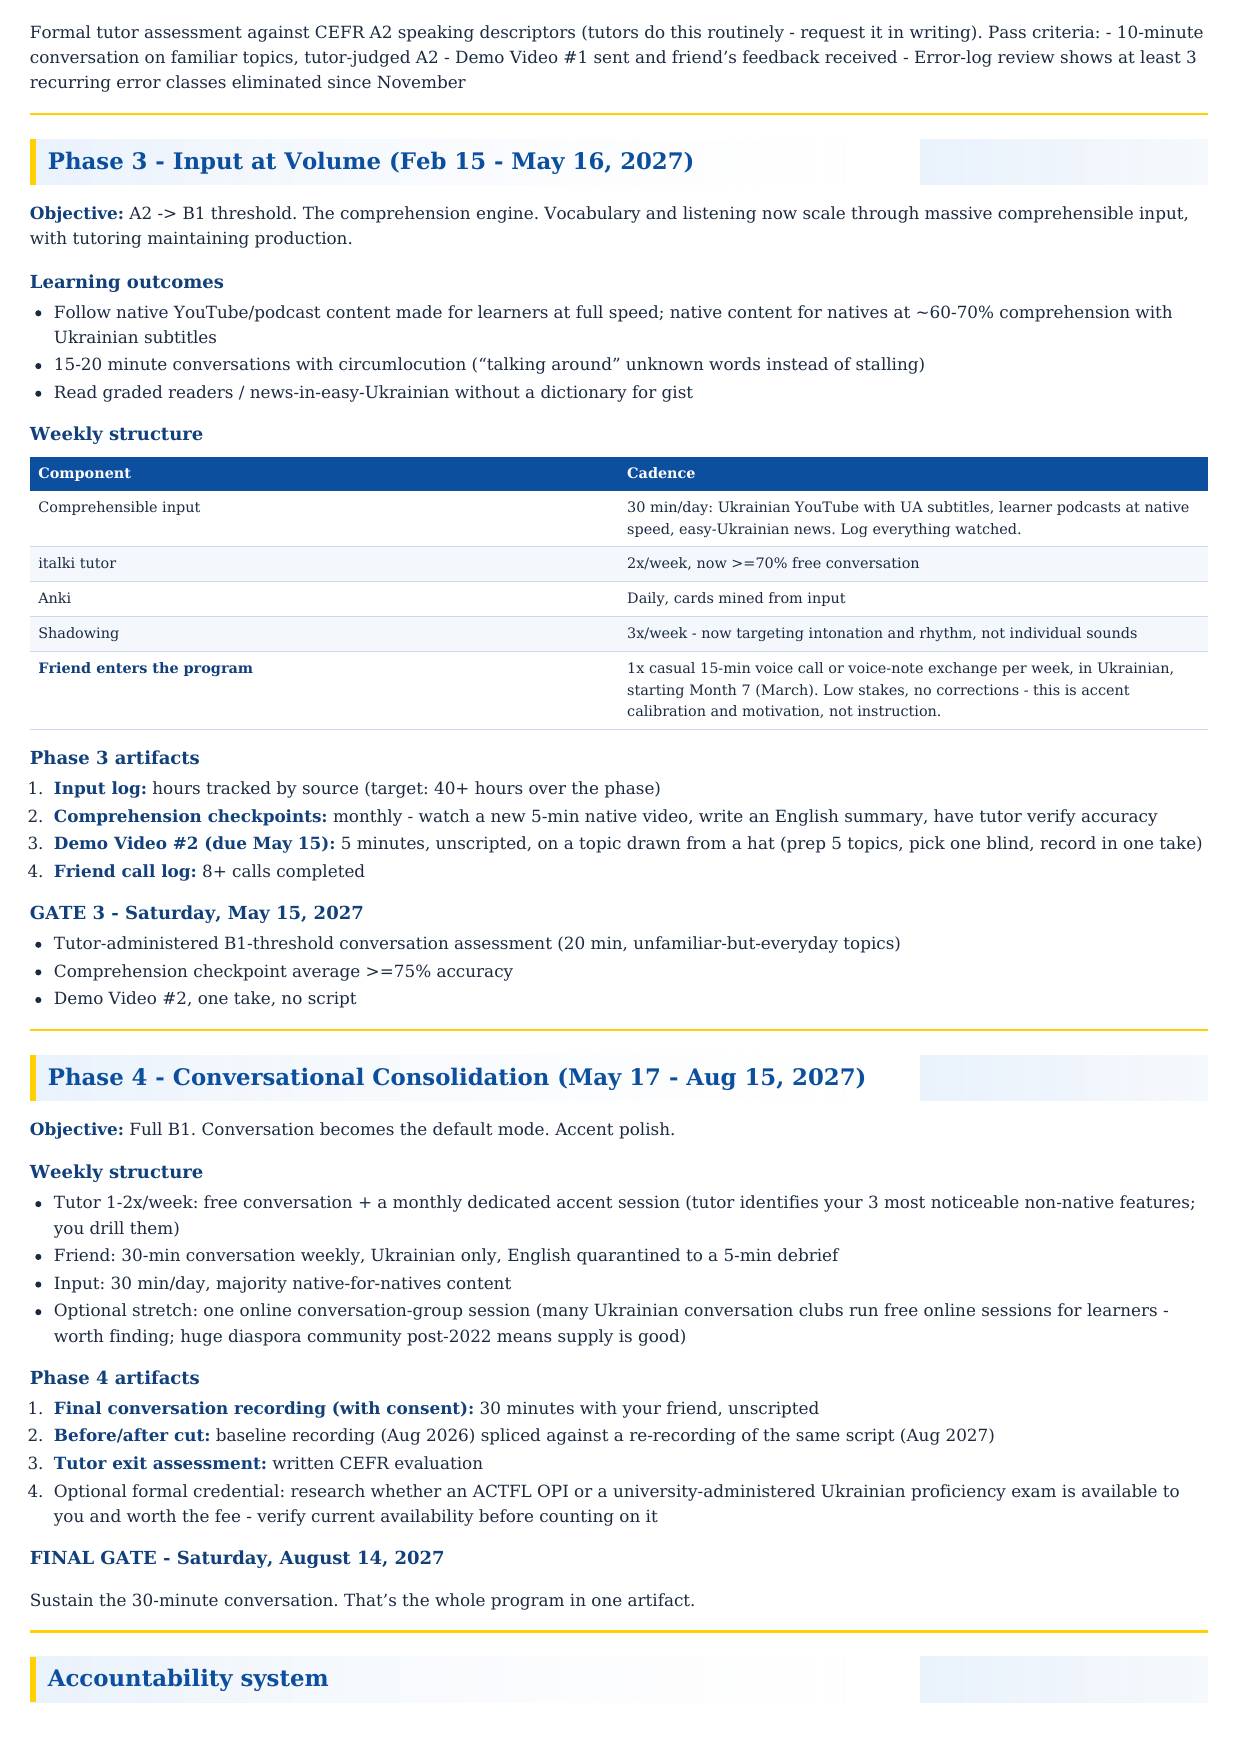 Formal tutor assessment against CEFR A2 speaking descriptors (tutors do this routinely - request it in writing). Pass criteria: - 10-minute
conversation on familiar topics, tutor-judged A2 - Demo Video #1 sent and friend’s feedback received - Error-log review shows at least 3
recurring error classes eliminated since November
Phase 3 - Input at Volume (Feb 15 - May 16, 2027)
Objective: A2 -> B1 threshold. The comprehension engine. Vocabulary and listening now scale through massive comprehensible input,
with tutoring maintaining production.
Learning outcomes
• Follow native YouTube/podcast content made for learners at full speed; native content for natives at ~60-70% comprehension with
Ukrainian subtitles
• 15-20 minute conversations with circumlocution (“talking around” unknown words instead of stalling)
• Read graded readers / news-in-easy-Ukrainian without a dictionary for gist
Weekly structure
Component Cadence
Comprehensible input 30 min/day: Ukrainian YouTube with UA subtitles, learner podcasts at native
speed, easy-Ukrainian news. Log everything watched.
italki tutor 2x/week, now >=70% free conversation
Anki Daily, cards mined from input
Shadowing 3x/week - now targeting intonation and rhythm, not individual sounds
Friend enters the program 1x casual 15-min voice call or voice-note exchange per week, in Ukrainian,
starting Month 7 (March). Low stakes, no corrections - this is accent
calibration and motivation, not instruction.
Phase 3 artifacts
1. Input log: hours tracked by source (target: 40+ hours over the phase)
2. Comprehension checkpoints: monthly - watch a new 5-min native video, write an English summary, have tutor verify accuracy
3. Demo Video #2 (due May 15): 5 minutes, unscripted, on a topic drawn from a hat (prep 5 topics, pick one blind, record in one take)
4. Friend call log: 8+ calls completed
GATE 3 - Saturday, May 15, 2027
• Tutor-administered B1-threshold conversation assessment (20 min, unfamiliar-but-everyday topics)
• Comprehension checkpoint average >=75% accuracy
• Demo Video #2, one take, no script
Phase 4 - Conversational Consolidation (May 17 - Aug 15, 2027)
Objective: Full B1. Conversation becomes the default mode. Accent polish.
Weekly structure
• Tutor 1-2x/week: free conversation + a monthly dedicated accent session (tutor identifies your 3 most noticeable non-native features;
you drill them)
• Friend: 30-min conversation weekly, Ukrainian only, English quarantined to a 5-min debrief
• Input: 30 min/day, majority native-for-natives content
• Optional stretch: one online conversation-group session (many Ukrainian conversation clubs run free online sessions for learners -
worth finding; huge diaspora community post-2022 means supply is good)
Phase 4 artifacts
1. Final conversation recording (with consent): 30 minutes with your friend, unscripted
2. Before/after cut: baseline recording (Aug 2026) spliced against a re-recording of the same script (Aug 2027)
3. Tutor exit assessment: written CEFR evaluation
4. Optional formal credential: research whether an ACTFL OPI or a university-administered Ukrainian proficiency exam is available to
you and worth the fee - verify current availability before counting on it
FINAL GATE - Saturday, August 14, 2027
Sustain the 30-minute conversation. That’s the whole program in one artifact.
Accountability system